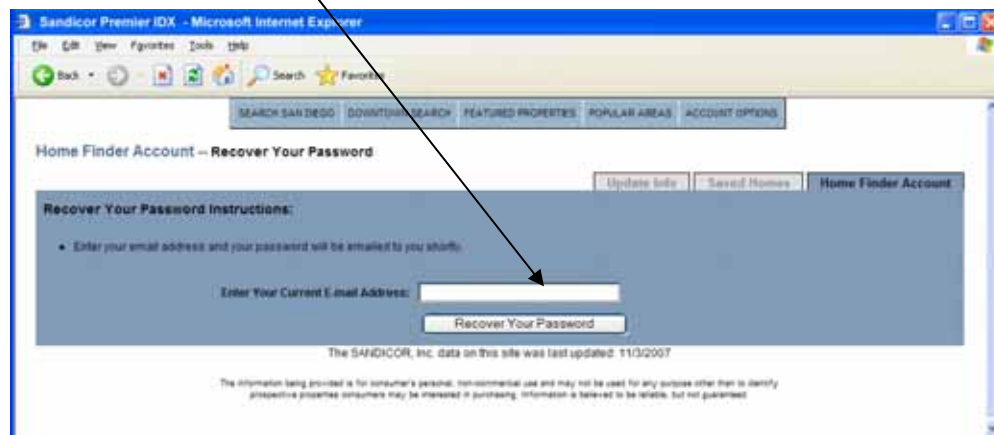 Sandicor Premier IDX - Microsoft Internet Explorer
File Edit View Favorites Tools Help
Back Search Favorites
SEARCH SAN DIEGO DOWNTOWN SEARCH FEATURED PROPERTIES POPULAR AREAS ACCOUNT OPTIONS
Home Finder Account -- Recover Your Password
Update Info Saved Homes Home Finder Account
Recover Your Password Instructions:
• Enter your email address and your password will be emailed to you shortly.
Enter Your Current E-mail Address:
Recover Your Password
The SANDICOR, Inc. data on this site was last updated: 11/3/2007
The information being provided is for consumer's personal, non-commercial use and may not be used for any purpose other than to identify
prospective properties consumers may be interested in purchasing. Information is believed to be reliable, but not guaranteed.